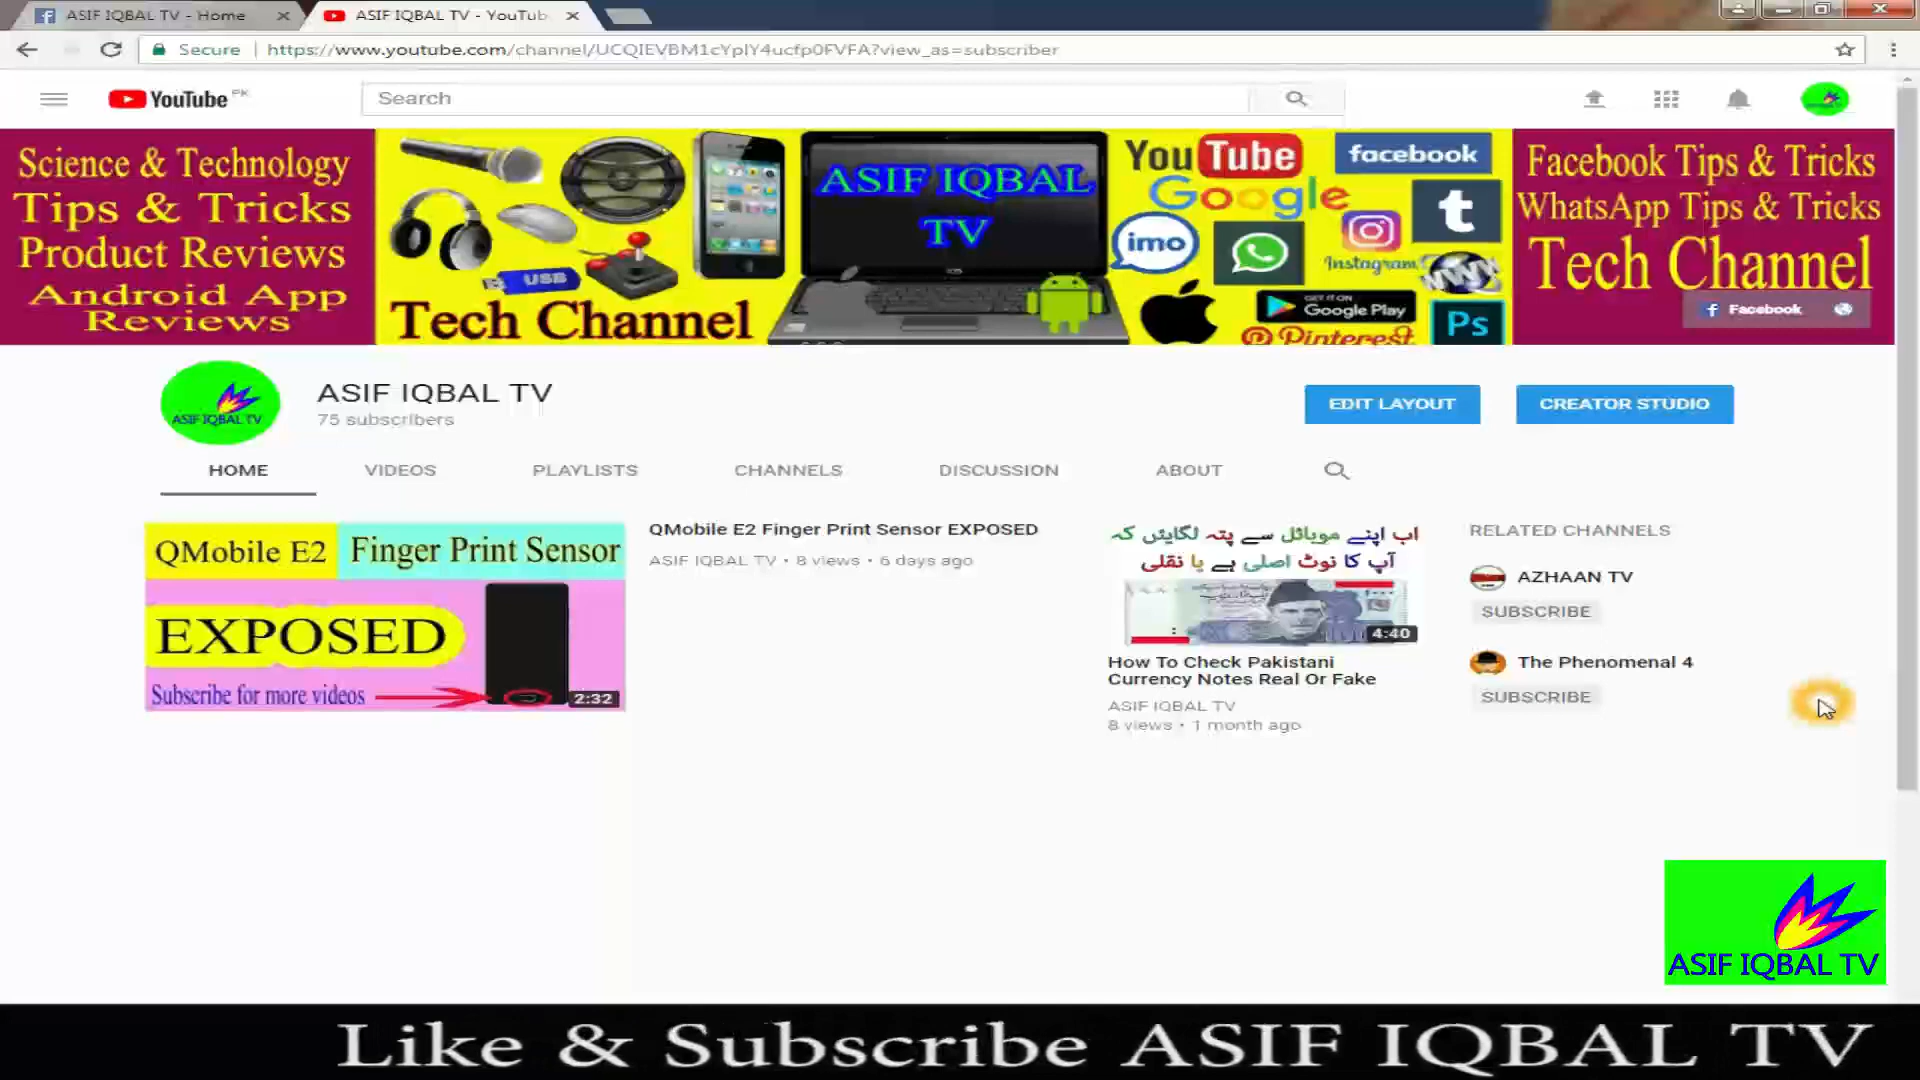 ASIF IQBAL TV - Home
ASIF IQBAL TV - YouTub
Secure
https://www.youtube.com/channel/UCQIEVBM1cYplY4ucfp0FVFA?view_as=subscriber
YouTube PK
Search
Science & Technology
Tips & Tricks
Product Reviews
Android App
Reviews
USB
Tech Channel
ASIF IQBAL
TV
YouTube
facebook
Google
t
imo
Instagram
www
GET IT ON
Google Play
Pinterest
Ps
Facebook Tips & Tricks
WhatsApp Tips & Tricks
Tech Channel
Facebook
ASIF IQBAL TV
ASIF IQBAL TV
75 subscribers
EDIT LAYOUT
CREATOR STUDIO
HOME
VIDEOS
PLAYLISTS
CHANNELS
DISCUSSION
ABOUT
QMobile E2
Finger Print Sensor
EXPOSED
Subscribe for more videos
2:32
QMobile E2 Finger Print Sensor EXPOSED
ASIF IQBAL TV • 8 views • 6 days ago
اب اپنے موبائل سے پتہ لگایئں کہ
آپ کا نوٹ اصلی ہے یا نقلی
4:40
How To Check Pakistani
Currency Notes Real Or Fake
ASIF IQBAL TV
8 views • 1 month ago
RELATED CHANNELS
AZHAAN TV
SUBSCRIBE
The Phenomenal 4
SUBSCRIBE
ASIF IQBAL TV
Like & Subscribe ASIF IQBAL TV